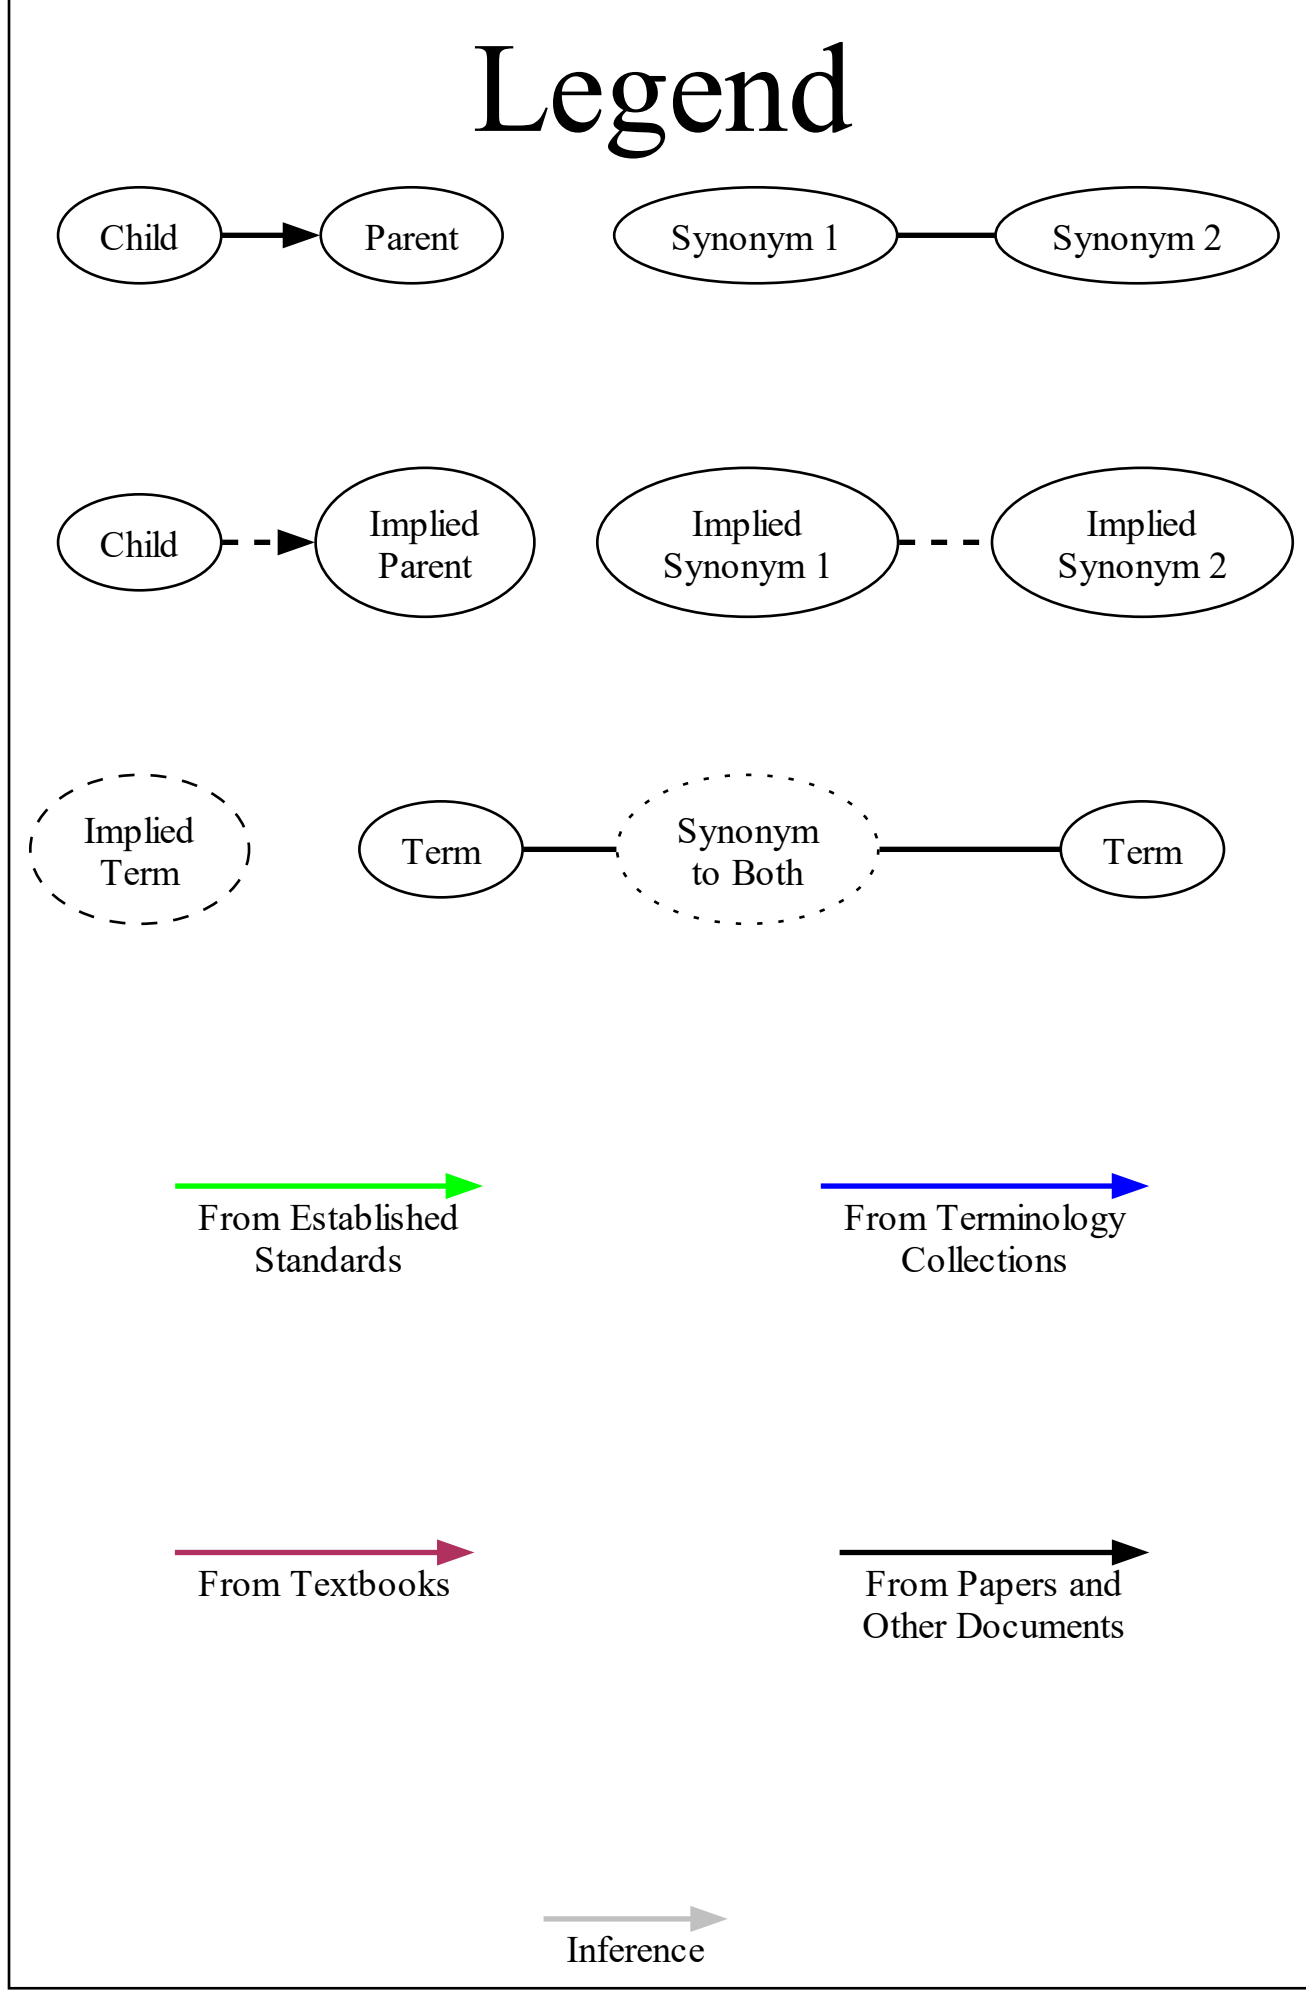 Legend
Child
Parent
Synonym 1
Synonym 2
Child
Implied
Parent
Implied
Synonym 1
Implied
Synonym 2
Implied
Term
Term
Synonym
to Both
Term
From Established
Standards
From Terminology
Collections
From Textbooks
From Papers and
Other Documents
Inference